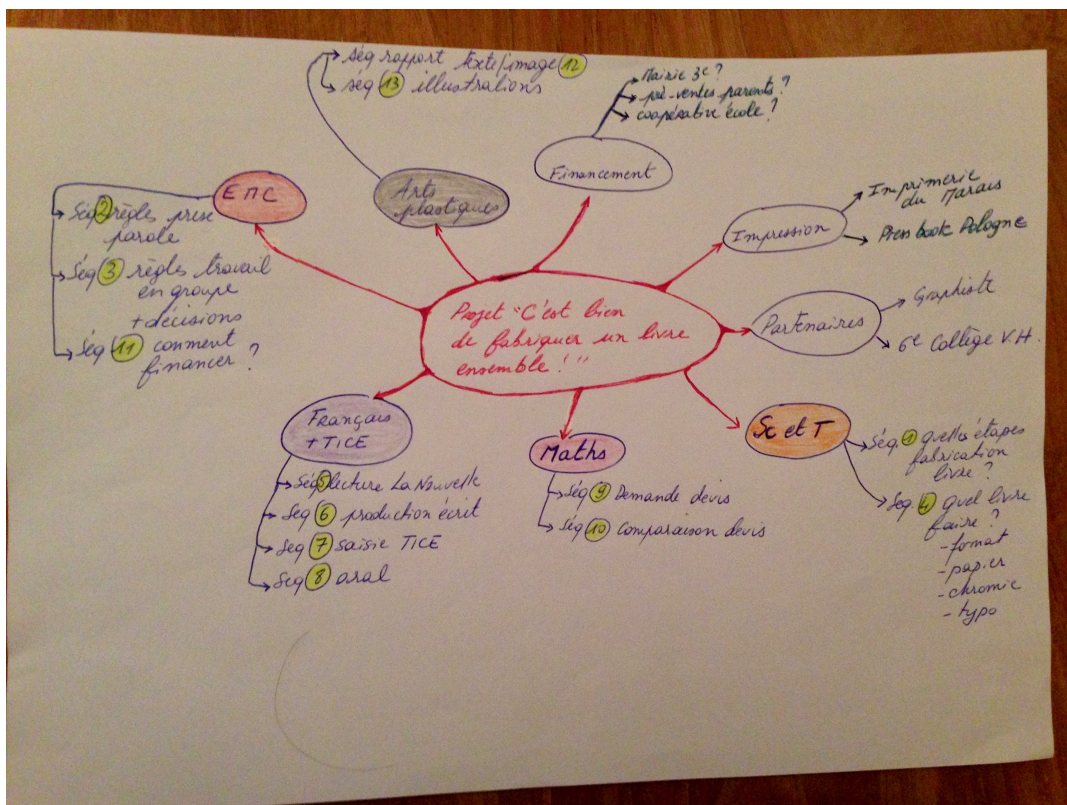 Projet "C'est bien
de fabriquer un livre
ensemble!"
Arts
plastiques
séq rapport texte/image 12
séq 13 illustrations
Financement
Mairie 3e ?
pré-ventes parents ?
coopérative école ?
Impression
Imprimerie
du Marais
Pressbook Pologne
Partenaires
Graphiste
6e Collège V.H.
Sc et T
Séq. 1 quelles étapes
fabrication
livre ?
Seq. 4 quel livre
faire ?
- format
- papier
- chromie
- typo
Maths
Séq 9 Demande devis
Séq 10 Comparaison devis
Français
+ TICE
Séq 5 lecture La Nouvelle
Seq 6 production écrit
Seq 7 saisie TICE
Seq 8 oral
EMC
Séq 2 règles prise
parole
Séq 3 règles travail
en groupe
+décisions
Séq 11 comment
financer ?